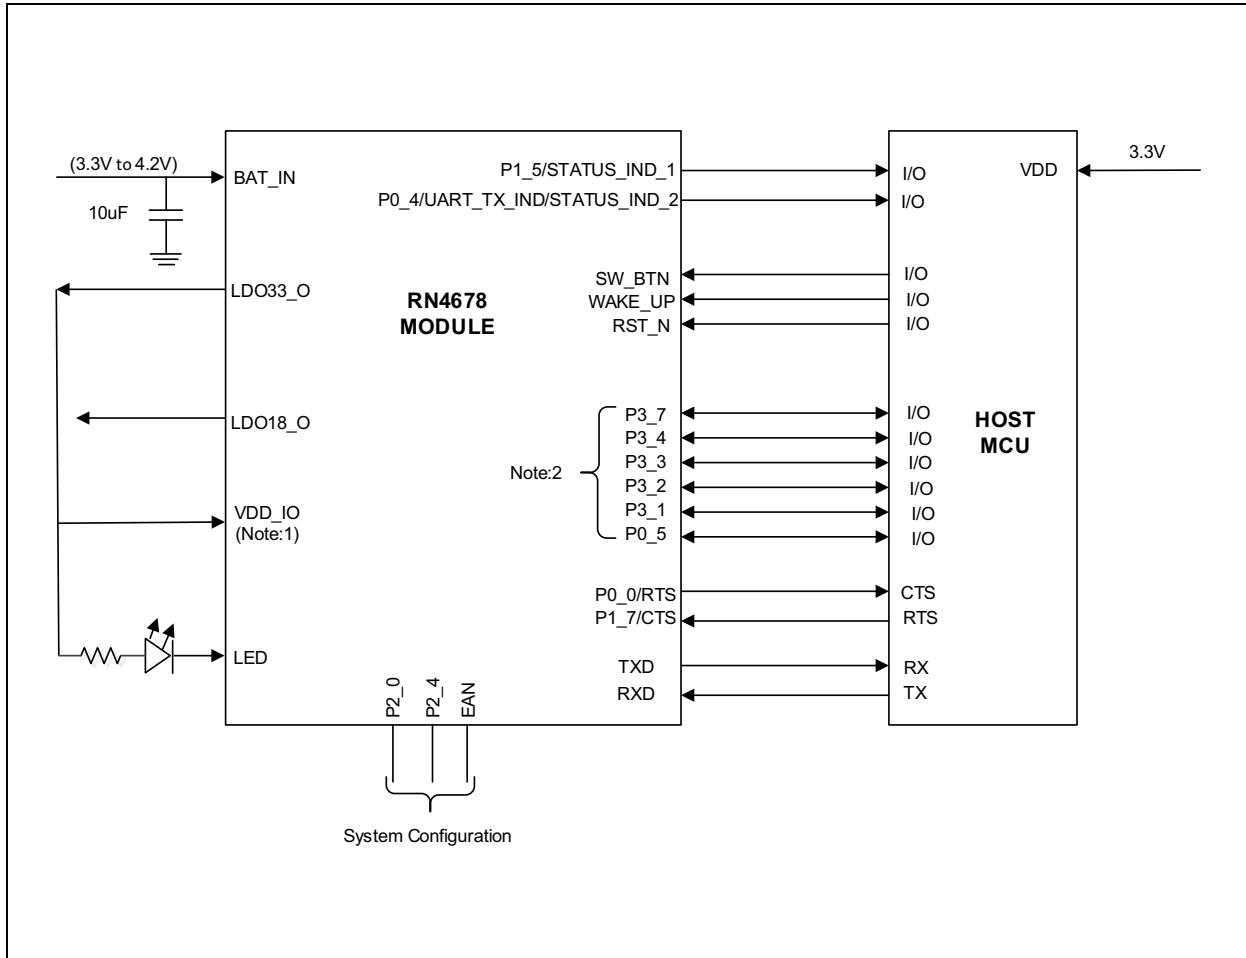 (3.3V to 4.2V)
10uF
BAT_IN
LDO33_O
LDO18_O
VDD_IO
(Note:1)
LED
RN4678
MODULE
P2_0
P2_4
EAN
System Configuration
P1_5/STATUS_IND_1
P0_4/UART_TX_IND/STATUS_IND_2
SW_BTN
WAKE_UP
RST_N
Note:2
P3_7
P3_4
P3_3
P3_2
P3_1
P0_5
P0_0/RTS
P1_7/CTS
TXD
RXD
I/O
I/O
I/O
I/O
I/O
I/O
I/O
I/O
I/O
I/O
I/O
CTS
RTS
RX
TX
HOST
MCU
VDD
3.3V